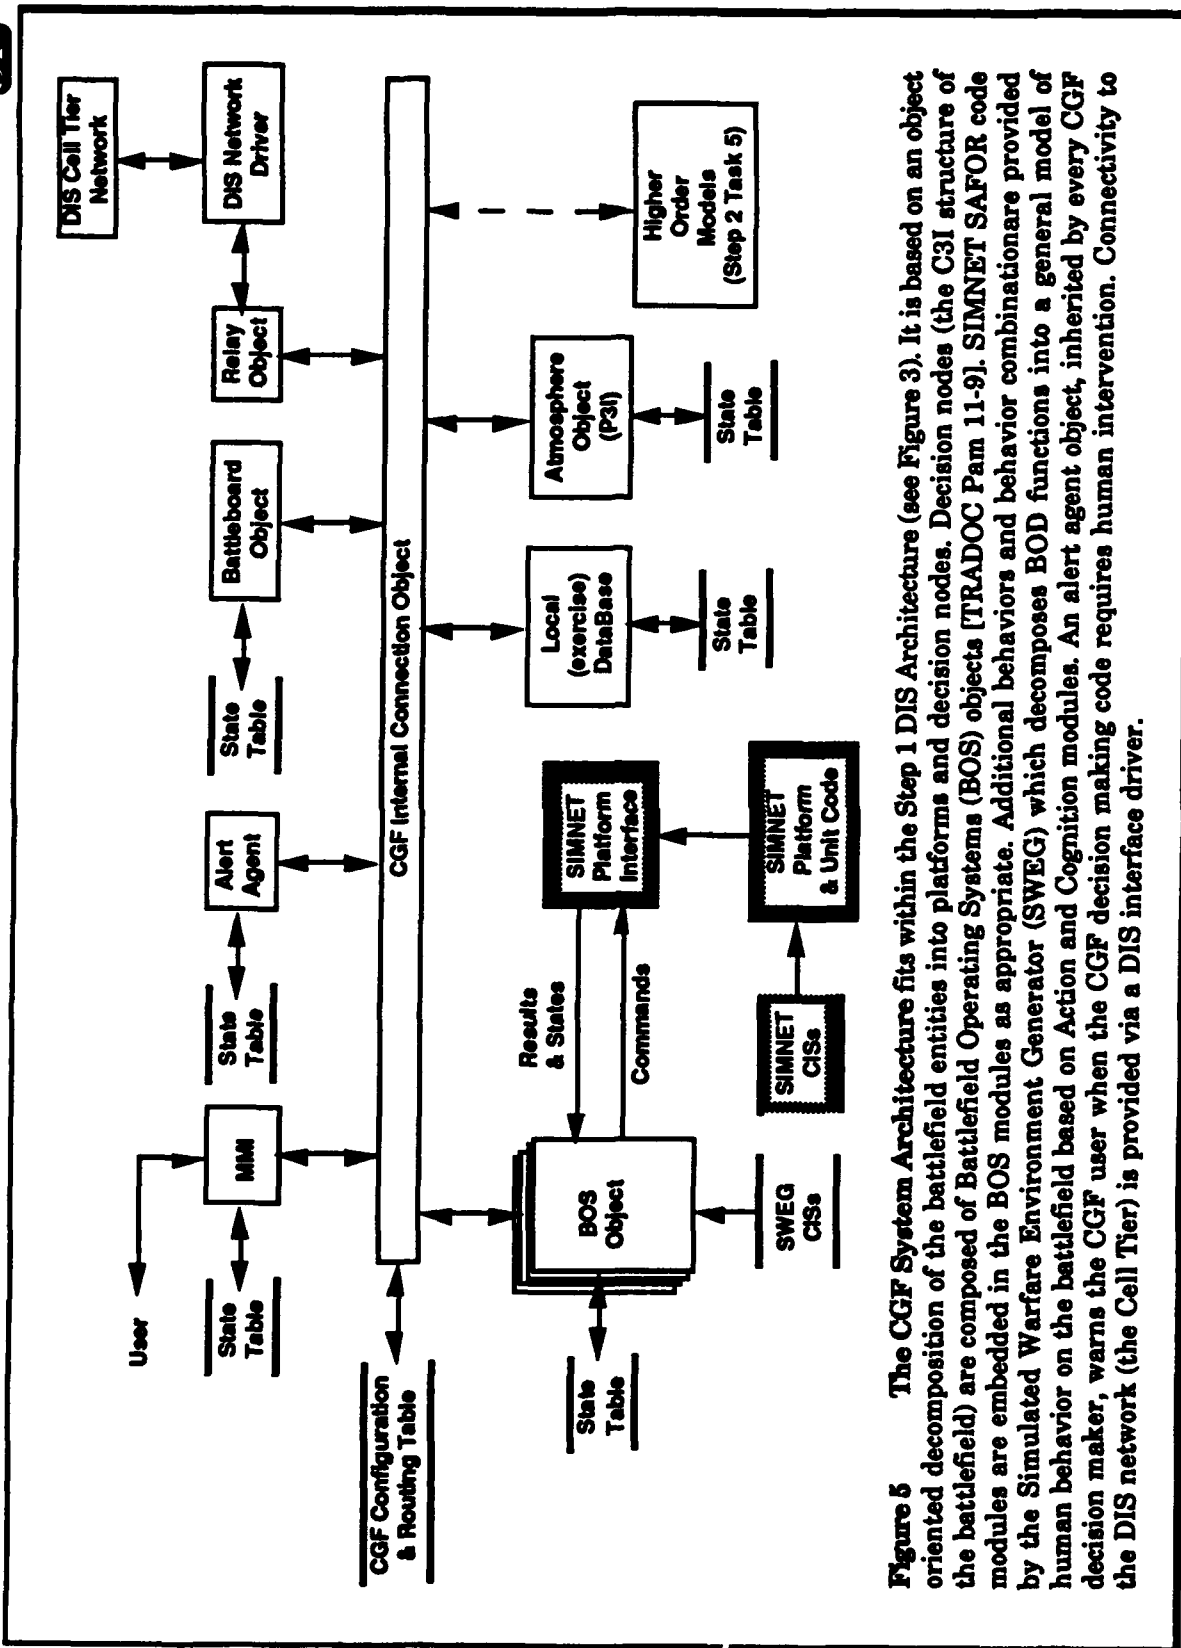 User
State
Table
MMI
State
Table
Alert
Agent
State
Table
Battleboard
Object
Relay
Object
DIS Network
Driver
DIS Cell Tier
Network
CGF Configuration
& Routing Table
CGF Internal Connection Object
State
Table
BOS
Object
SWEG
CISs
Results
& States
Commands
SIMNET
Platform
Interface
SIMNET
CISs
SIMNET
Platform
& Unit Code
Local
(exercise)
DataBase
State
Table
Atmosphere
Object
(P3I)
State
Table
Higher
Order
Models
(Step 2 Task 5)
Figure 5 The CGF System Architecture fits within the Step 1 DIS Architecture (see Figure 3). It is based on an object
oriented decomposition of the battlefield entities into platforms and decision nodes. Decision nodes (the C3I structure of
the battlefield) are composed of Battlefield Operating Systems (BOS) objects [TRADOC Pam 11-9]. SIMNET SAFOR code
modules are embedded in the BOS modules as appropriate. Additional behaviors and behavior combinationare provided
by the Simulated Warfare Environment Generator (SWEG) which decomposes BOD functions into a general model of
human behavior on the battlefield based on Action and Cognition modules. An alert agent object, inherited by every CGF
decision maker, warns the CGF user when the CGF decision making code requires human intervention. Connectivity to
the DIS network (the Cell Tier) is provided via a DIS interface driver.